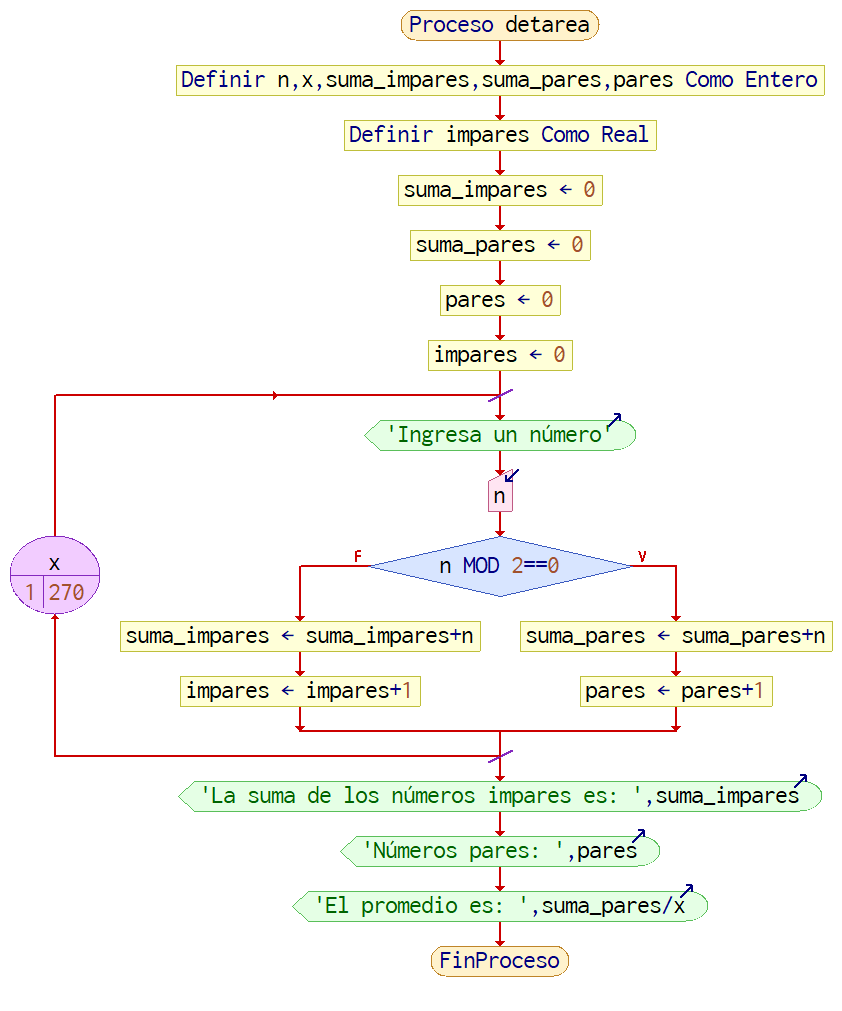 Proceso detarea
Definir n,x,suma_impares,suma_pares,pares Como Entero
Definir impares Como Real
suma_impares ← 0
suma_pares ← 0
pares ← 0
impares ← 0
'Ingresa un número'
n
x
1 270
F
n MOD 2==0
V
suma_impares ← suma_impares+n
suma_pares ← suma_pares+n
impares ← impares+1
pares ← pares+1
'La suma de los números impares es: ',suma_impares
'Números pares: ',pares
'El promedio es: ',suma_pares/x
FinProceso